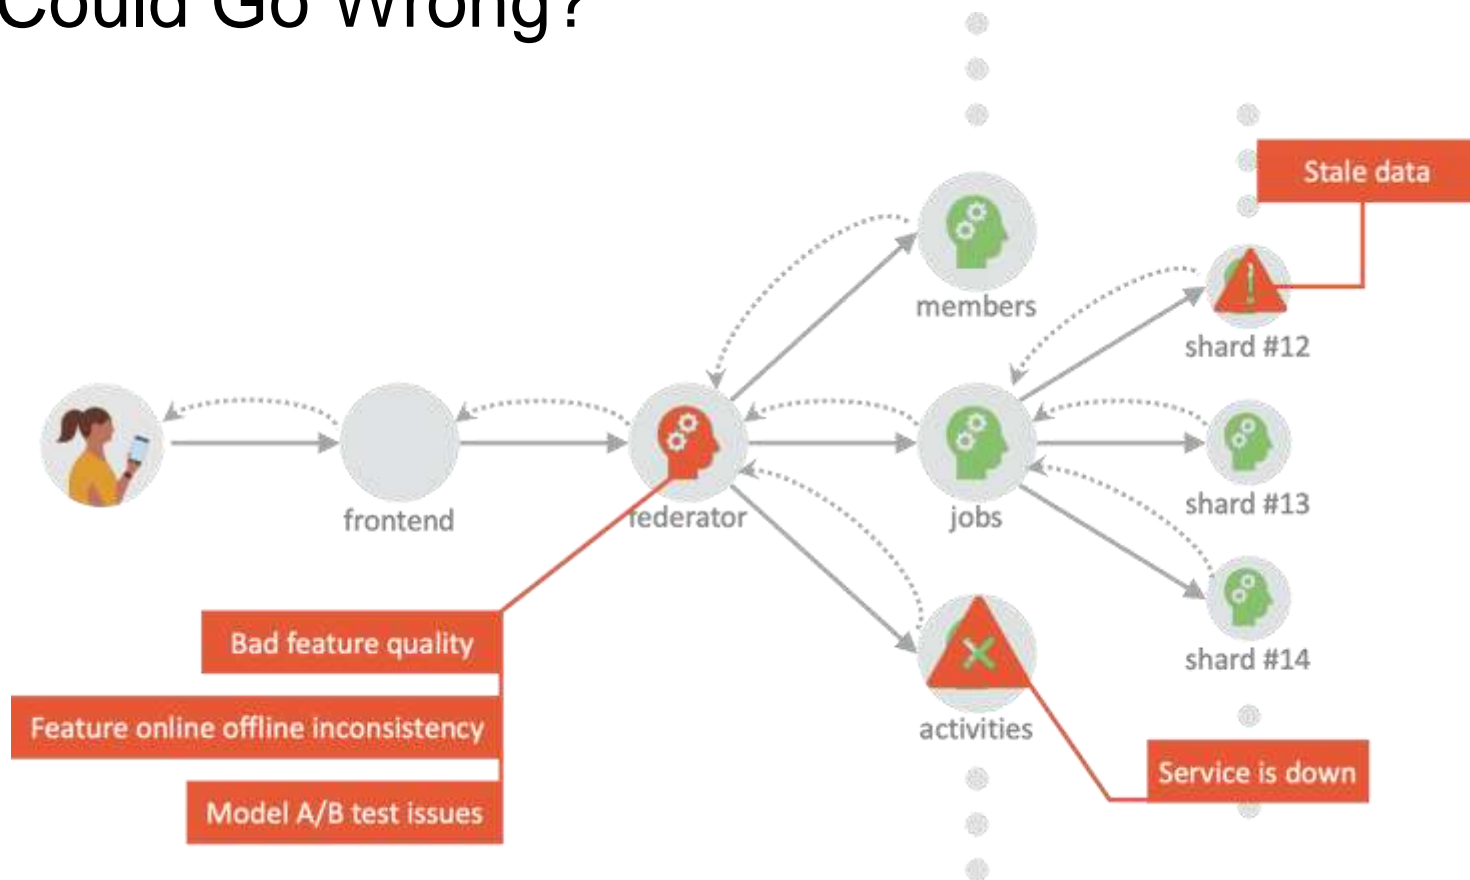 Could Go Wrong?
Stale data
members
shard #12
frontend
federator
jobs
shard #13
Bad feature quality
shard #14
Feature online offline inconsistency
activities
Service is down
Model A/B test issues